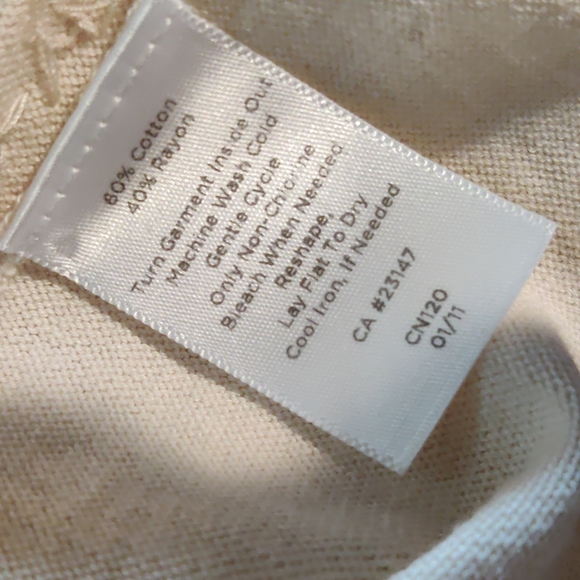 60% Cotton
40% Rayon
Turn Garment Inside Out
Machine Wash Cold
Gentle Cycle
Only Non-Chlorine
Bleach When Needed
Reshape,
Lay Flat To Dry
Cool Iron, If Needed
CA #23147
CN120
01/11